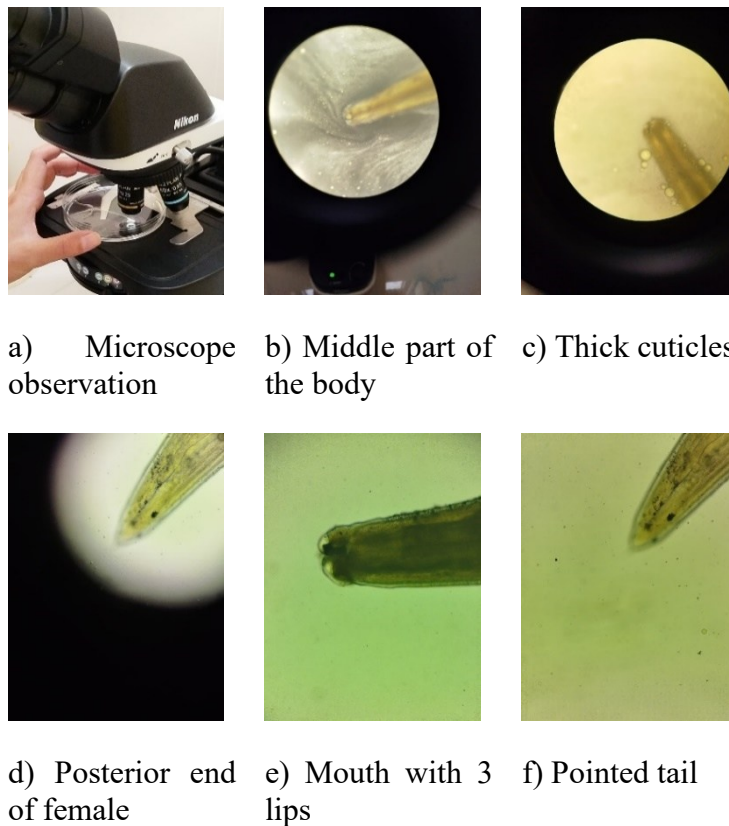 Nikon
a) Microscope
observation
b) Middle part of
the body
c) Thick cuticles
d) Posterior end
of female
e) Mouth with 3
lips
f) Pointed tail